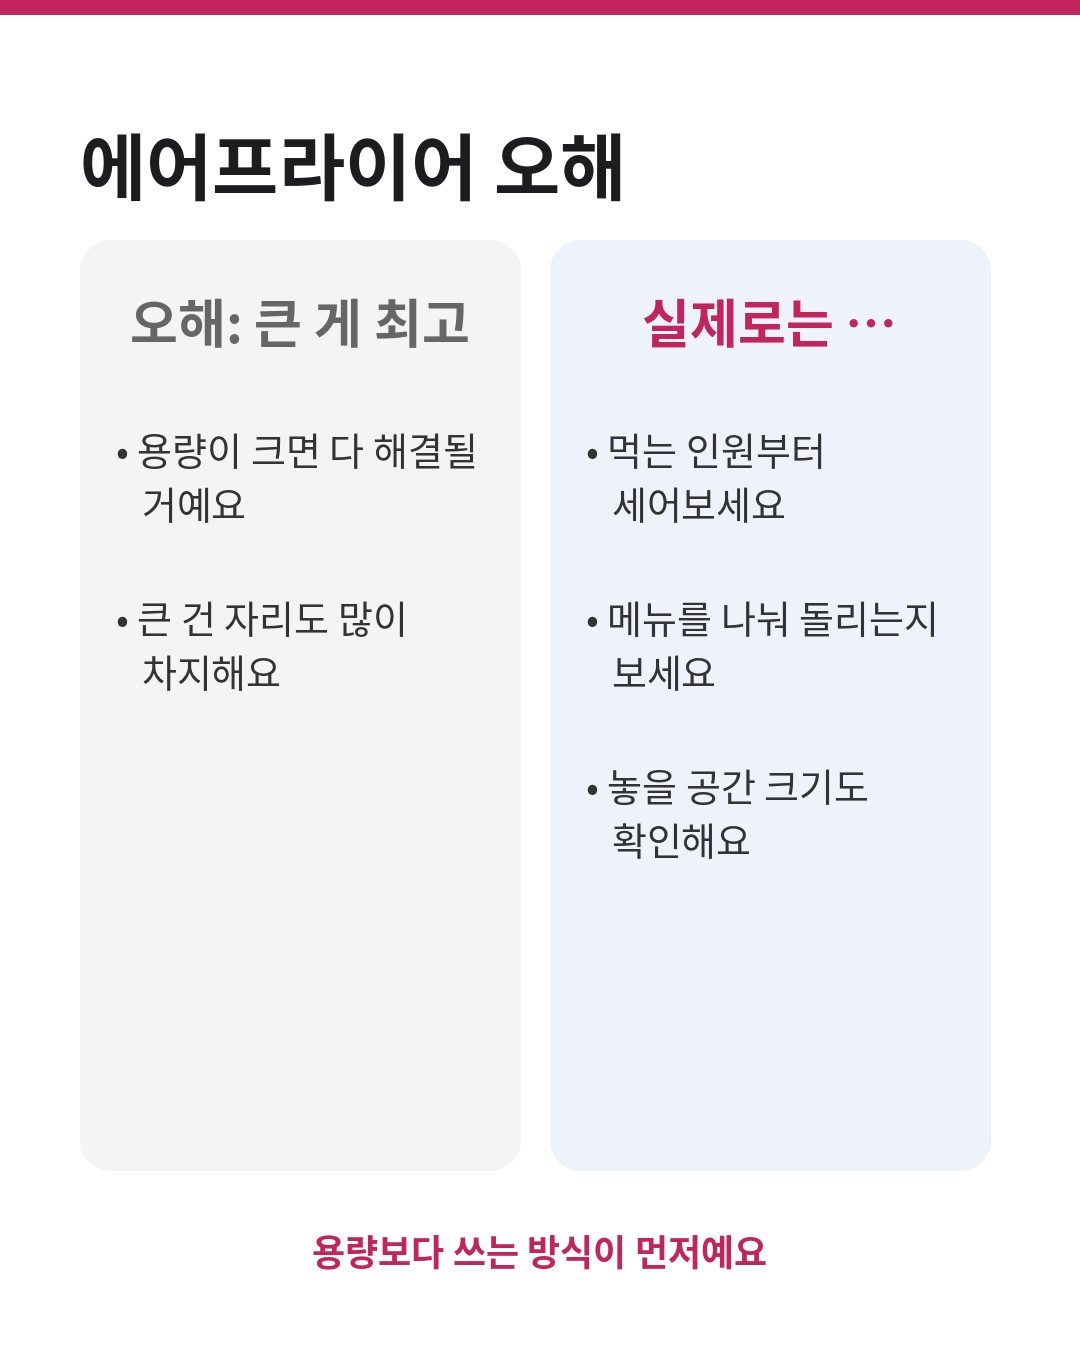 에어프라이어 오해
오해: 큰 게 최고
• 용량이 크면 다 해결될
거예요
• 큰 건 자리도 많이
차지해요
실제로는 …
• 먹는 인원부터
세어보세요
• 메뉴를 나눠 돌리는지
보세요
• 놓을 공간 크기도
확인해요
용량보다 쓰는 방식이 먼저예요